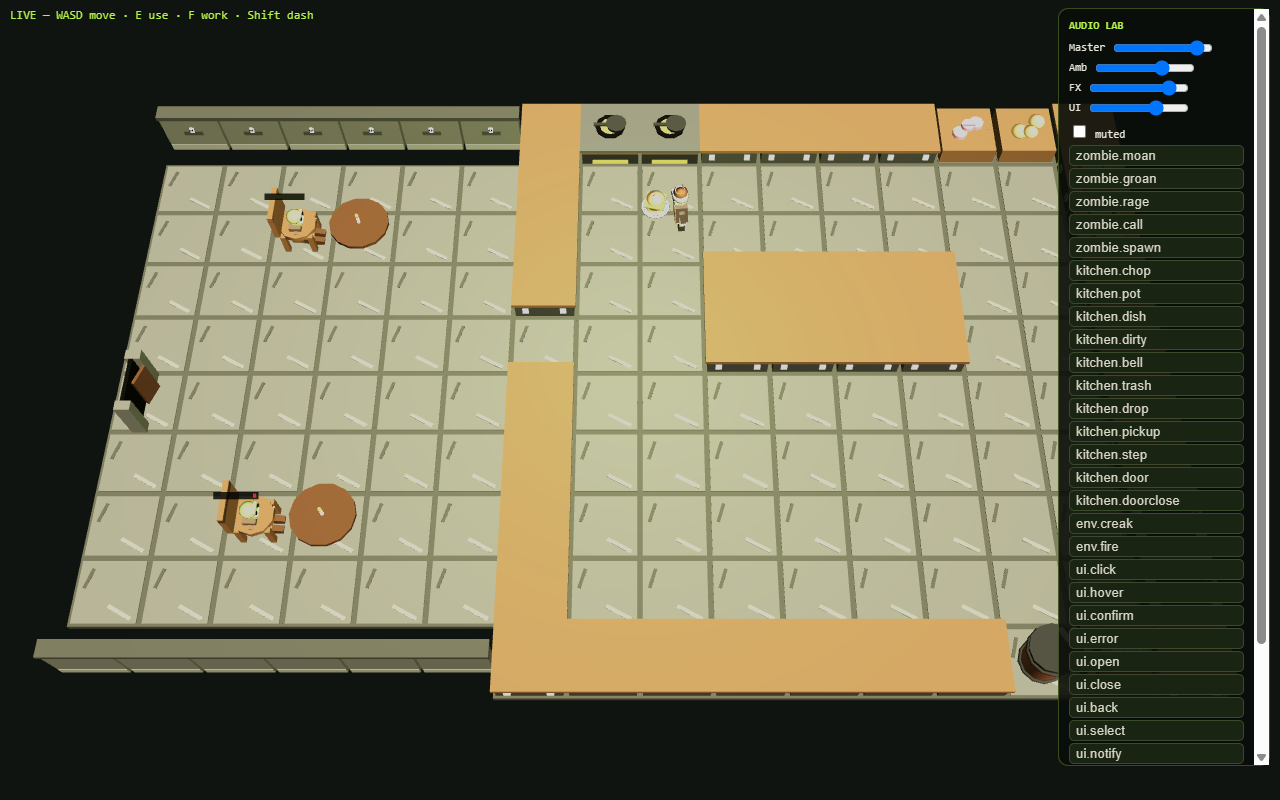 LIVE — WASD move · E use · F work · Shift dash
AUDIO LAB
Master
Amb
FX
UI
muted
zombie.moan
zombie.groan
zombie.rage
zombie.call
zombie.spawn
kitchen.chop
kitchen.pot
kitchen.dish
kitchen.dirty
kitchen.bell
kitchen.trash
kitchen.drop
kitchen.pickup
kitchen.step
kitchen.door
kitchen.doorclose
env.creak
env.fire
ui.click
ui.hover
ui.confirm
ui.error
ui.open
ui.close
ui.back
ui.select
ui.notify